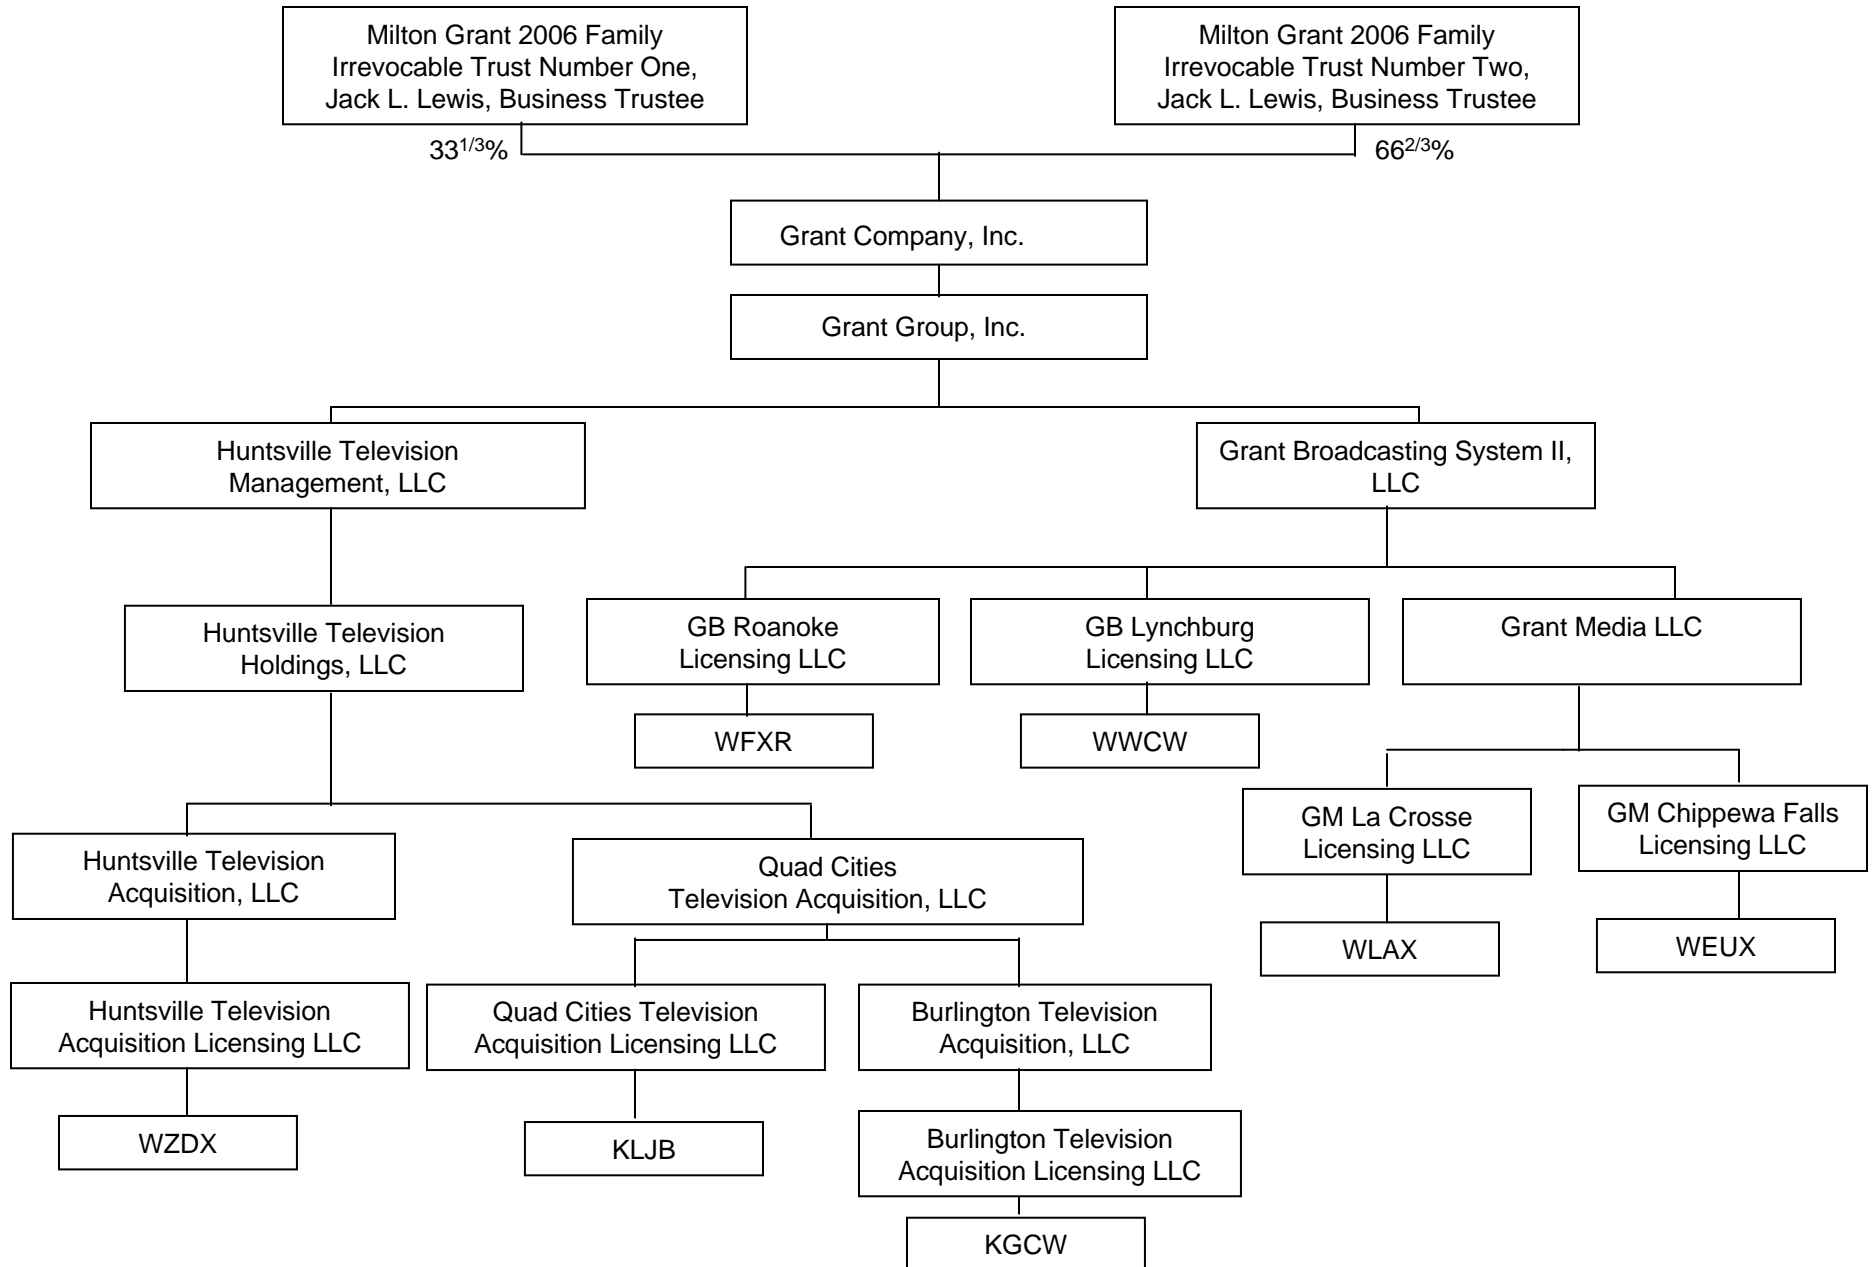 Milton Grant 2006 Family
Irrevocable Trust Number One,
Jack L. Lewis, Business Trustee
Milton Grant 2006 Family
Irrevocable Trust Number Two,
Jack L. Lewis, Business Trustee
33 1/3%
66 2/3%
Grant Company, Inc.
Grant Group, Inc.
Huntsville Television
Management, LLC
Grant Broadcasting System II,
LLC
Huntsville Television
Holdings, LLC
GB Roanoke
Licensing LLC
GB Lynchburg
Licensing LLC
Grant Media LLC
WFXR
WWCW
GM La Crosse
Licensing LLC
GM Chippewa Falls
Licensing LLC
Huntsville Television
Acquisition, LLC
Quad Cities
Television Acquisition, LLC
WLAX
WEUX
Huntsville Television
Acquisition Licensing LLC
Quad Cities Television
Acquisition Licensing LLC
Burlington Television
Acquisition, LLC
WZDX
KLJB
Burlington Television
Acquisition Licensing LLC
KGCW